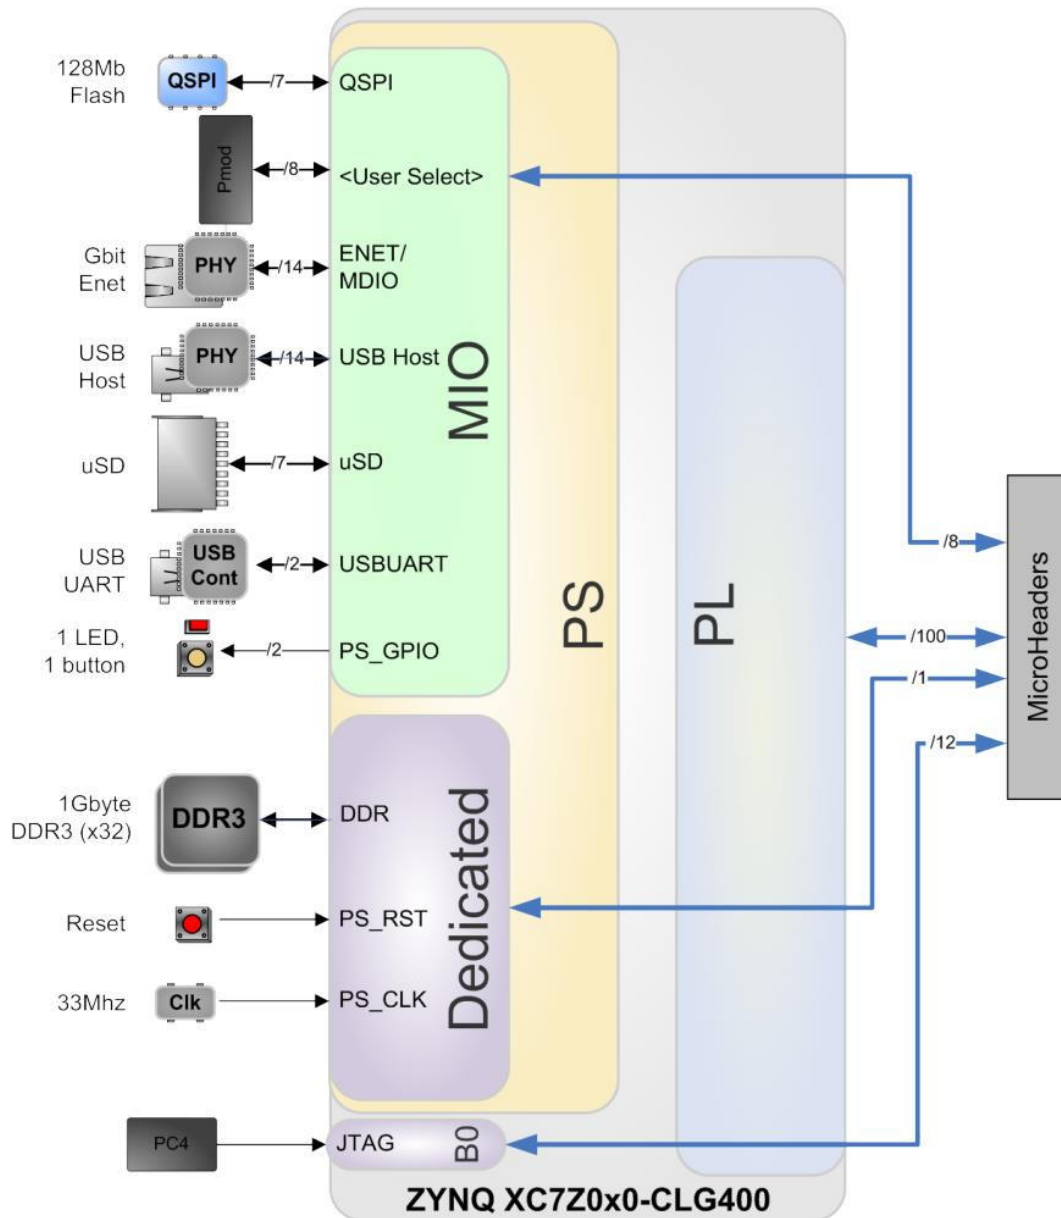 128Mb
Flash
QSPI
/7
QSPI
Pmod
/8
<User Select>
Gbit
Enet
PHY
/14
ENET/
MDIO
USB
Host
PHY
/14
USB Host
uSD
/7
uSD
USB
UART
USB
Cont
/2
USBUART
1 LED,
1 button
/2
PS_GPIO
MIO
1Gbyte
DDR3 (x32)
DDR3
DDR
Reset
PS_RST
33Mhz
Clk
PS_CLK
Dedicated
PS
PL
PC4
JTAG
B0
/8
/100
/1
/12
MicroHeaders
ZYNQ XC7Z0x0-CLG400